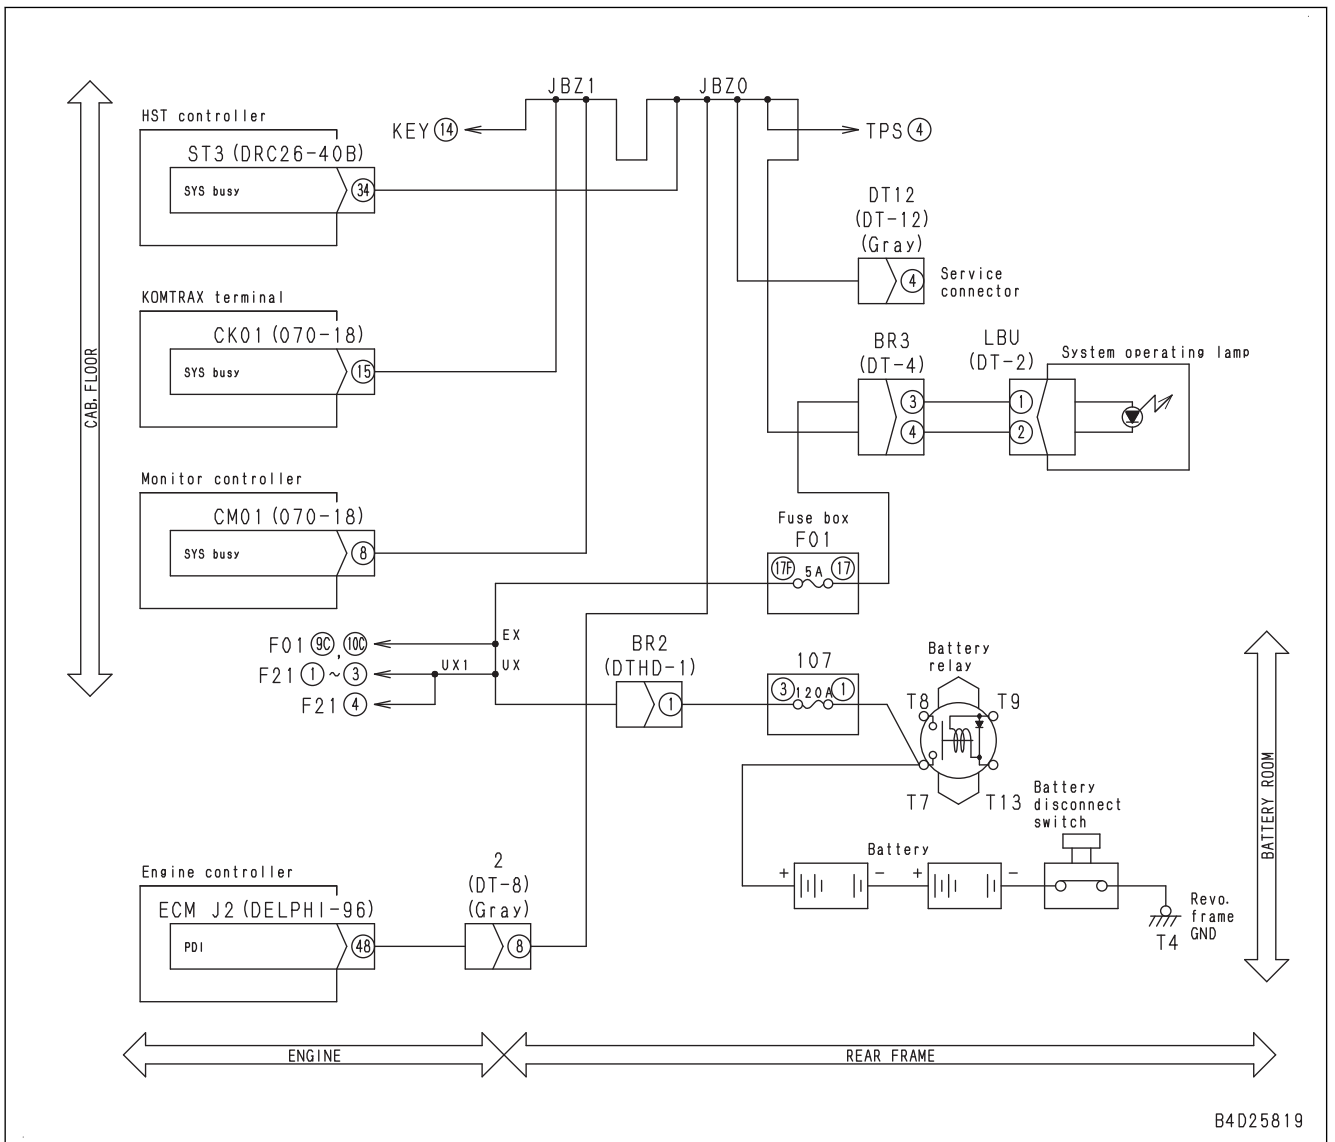 JBZ1
JBZ0
HST controller
KEY 14
TPS 4
ST3 (DRC26-40B)
SYS busy
34
DT12
(DT-12)
(Gray)
4
Service
connector
KOMTRAX terminal
CK01 (070-18)
SYS busy
15
BR3
(DT-4)
3
4
LBU
(DT-2)
1
2
System operating lamp
CAB, FLOOR
Monitor controller
CM01 (070-18)
SYS busy
8
Fuse box
F01
17F 5A 17
F01 9C, 10C
EX
F21 1 ~ 3
UX1
UX
F21 4
BR2
(DTHD-1)
1
107
3 120A 1
Battery
relay
T8
T9
T7
T13
Battery
disconnect
switch
BATTERY ROOM
Battery
+ - + -
Revo.
frame
GND
T4
Engine controller
ECM J2 (DELPHI-96)
PDI
48
2
(DT-8)
(Gray)
8
ENGINE
REAR FRAME
B4D25819